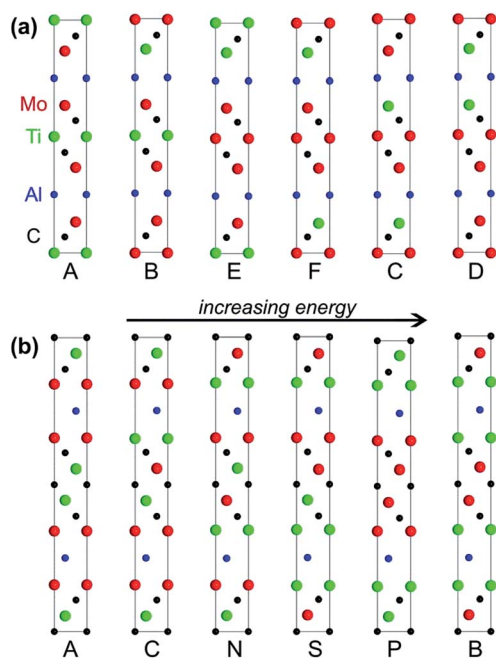 (a)
Mo
Ti
Al
C
A B E F C D
increasing energy
(b)
A C N S P B